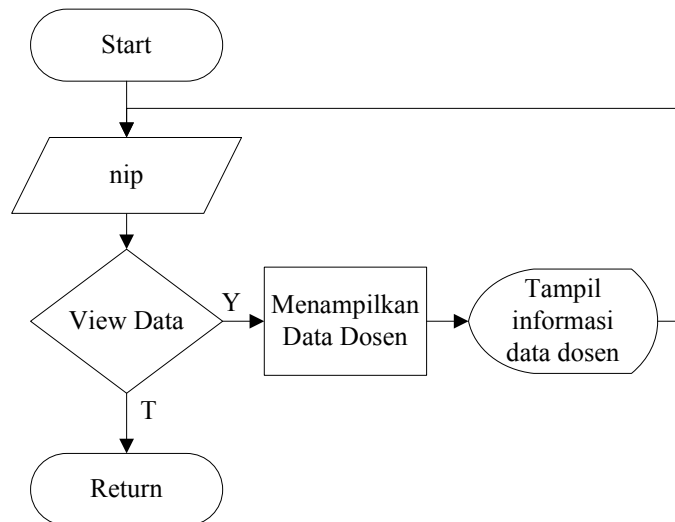 Start
nip
View Data
Y
Menampilkan
Data Dosen
Tampil
informasi
data dosen
T
Return